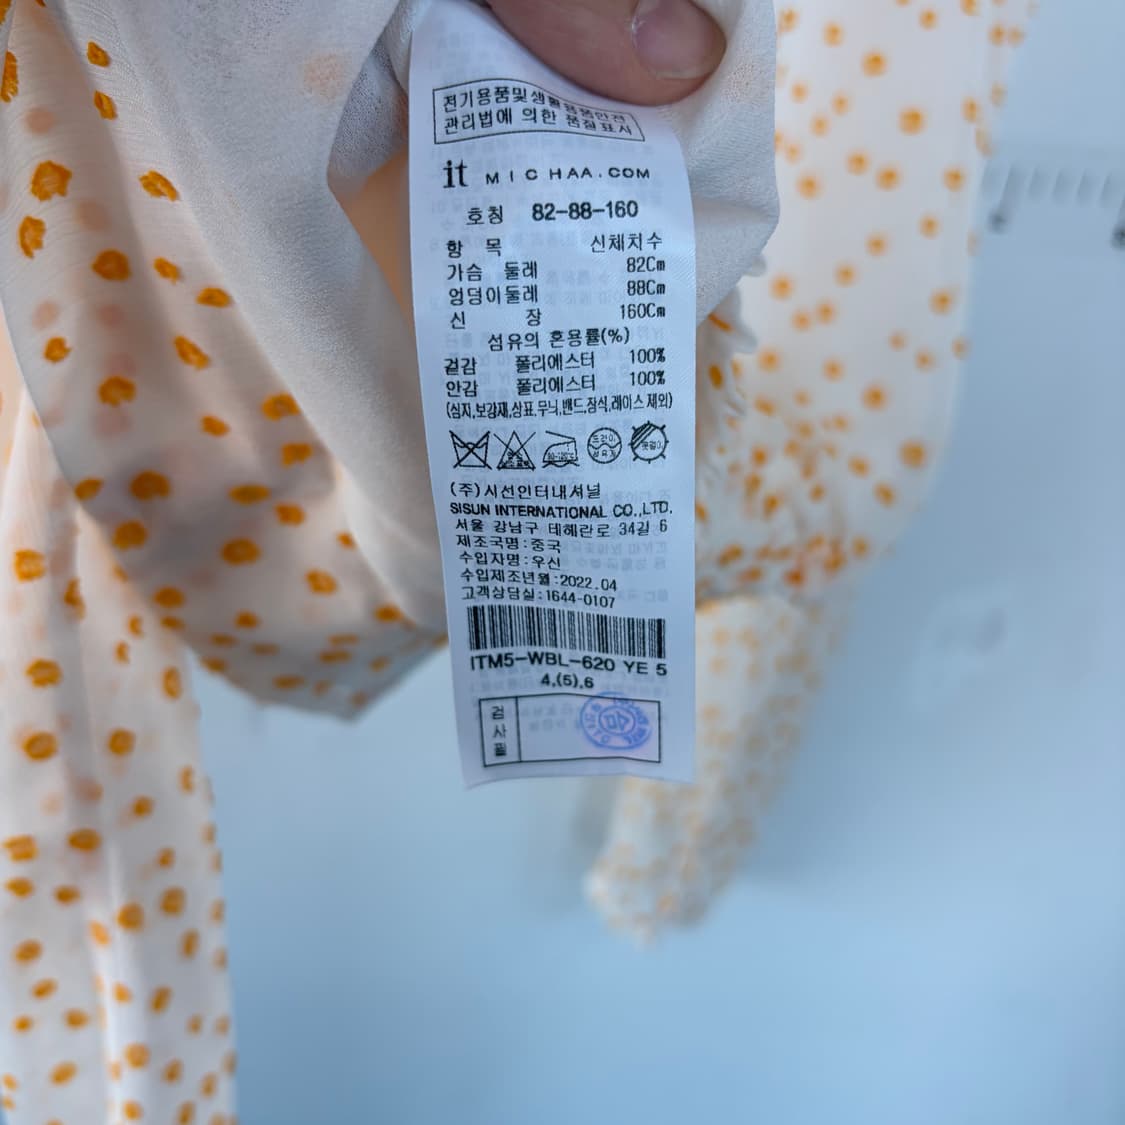 전기용품및생활용품안전
관리법에 의한 품질표시
it MICHAA.COM
호칭 82-88-160
항 목 신체치수
가슴 둘레 82Cm
엉덩이둘레 88Cm
신 장 160Cm
섬유의 혼용률(%)
겉감 폴리에스터 100%
안감 폴리에스터 100%
(심지,보강재,상표,무늬,밴드,장식,레이스 제외)
80-120℃
드라이
(주)시선인터내셔널
SISUN INTERNATIONAL CO.,LTD.
서울 강남구 테헤란로 34길 6
제조국명:중국
수입자명:우신
수입제조년월:2022.04
고객상담실:1644-0107
ITM5-WBL-620 YE 5
4,(5),6
검사필